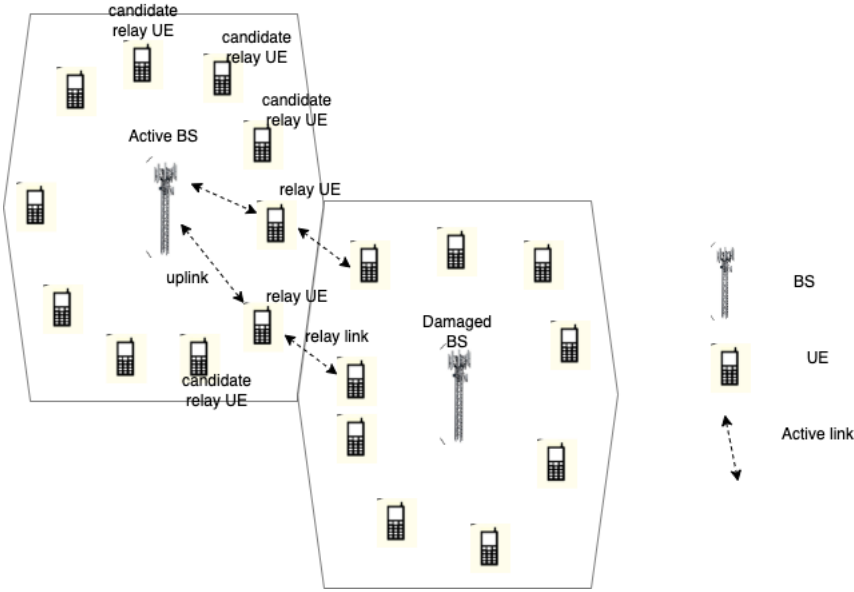 candidate
relay UE
candidate
relay UE
candidate
relay UE
Active BS
relay UE
uplink
relay UE
relay link
candidate
relay UE
Damaged
BS
BS
UE
Active link